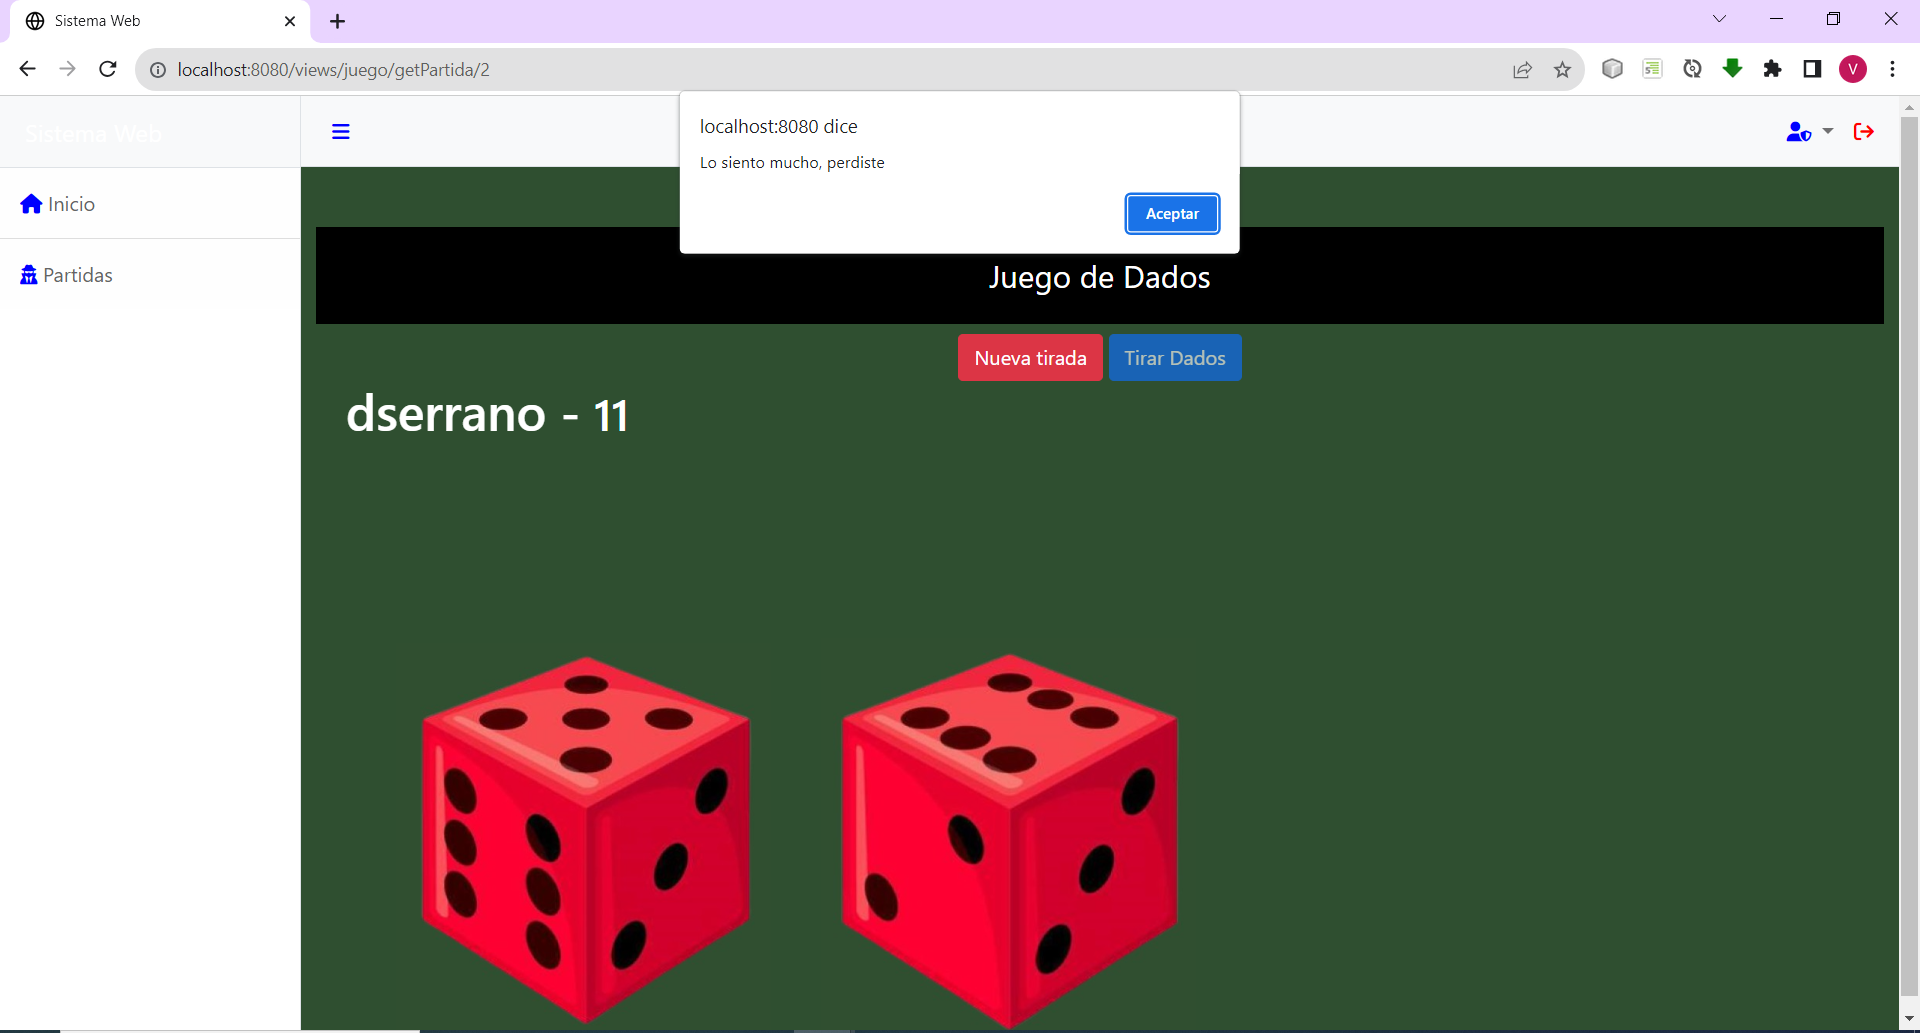 Sistema Web
localhost:8080/views/juego/getPartida/2
V
localhost:8080 dice
Lo siento mucho, perdiste
Aceptar
Sistema Web
Inicio
Partidas
Juego de Dados
Nueva tirada Tirar Dados
dserrano - 11